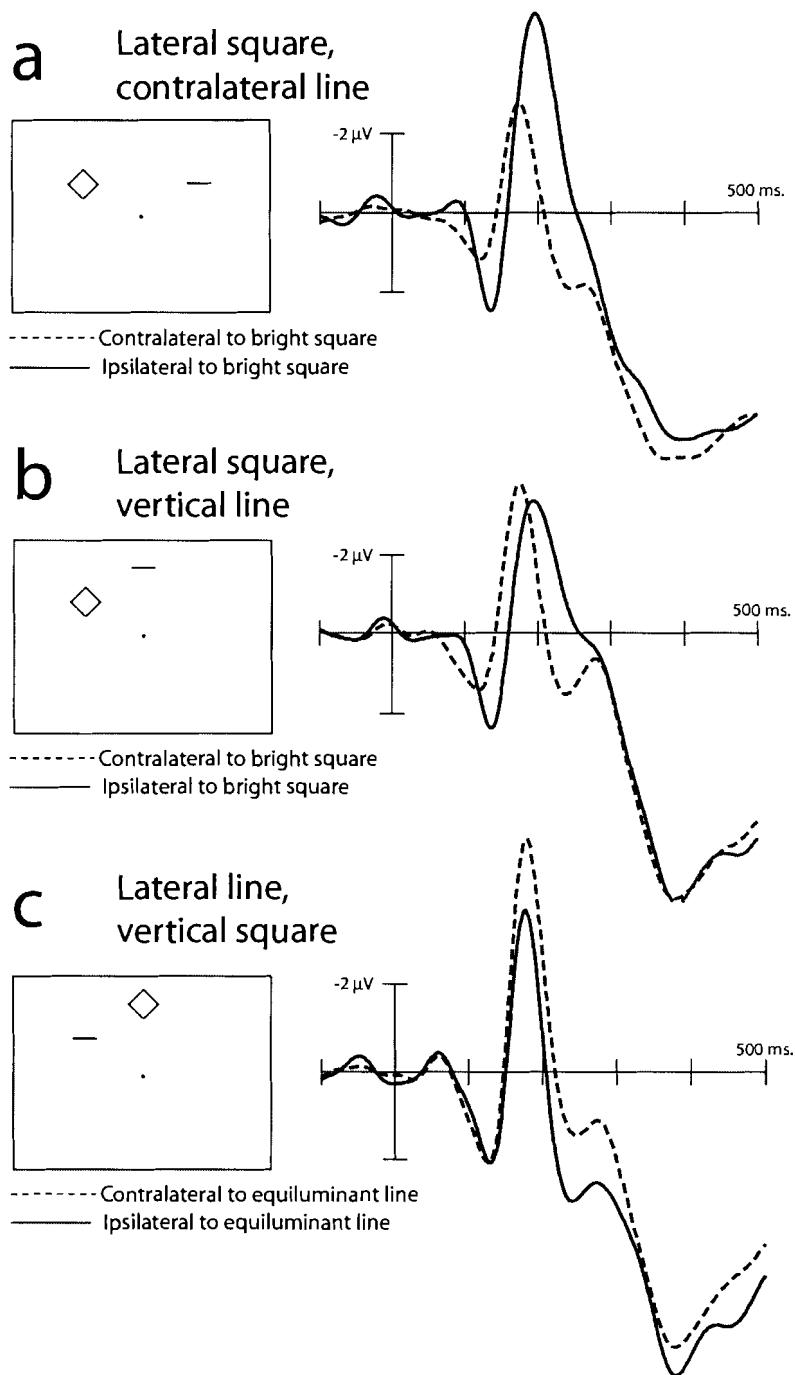 a
Lateral square,
contralateral line
-2 µV
500 ms.
Contralateral to bright square
Ipsilateral to bright square
b
Lateral square,
vertical line
-2 µV
500 ms.
Contralateral to bright square
Ipsilateral to bright square
c
Lateral line,
vertical square
-2 µV
500 ms.
Contralateral to equiluminant line
Ipsilateral to equiluminant line